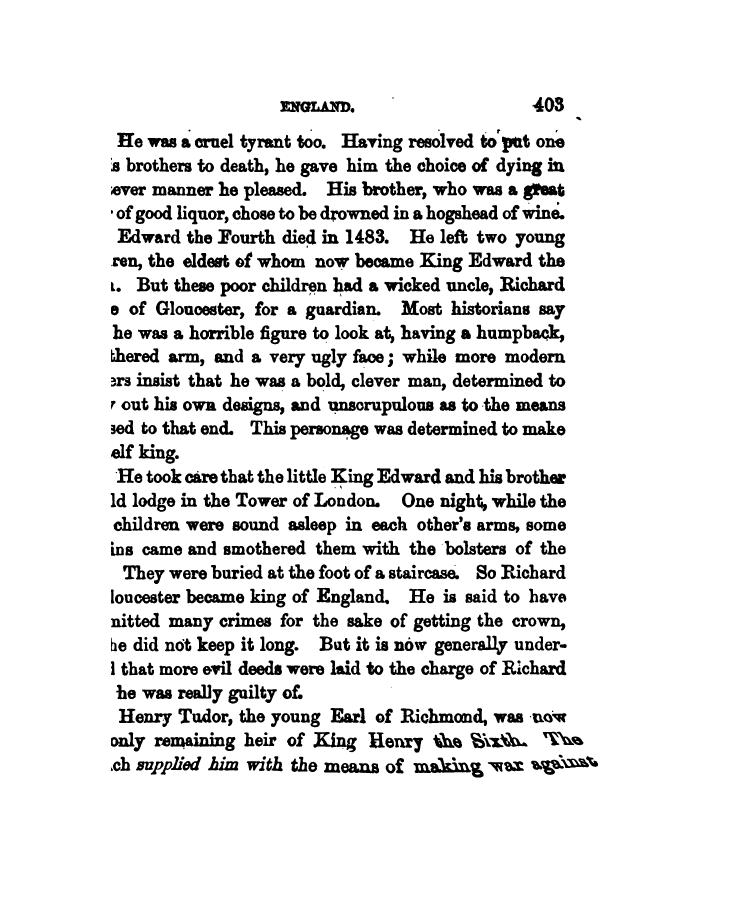 ENGLAND. 403
He was a cruel tyrant too. Having resolved to put one
s brothers to death, he gave him the choice of dying in
ever manner he pleased. His brother, who was a great
of good liquor, chose to be drowned in a hogshead of wine.
Edward the Fourth died in 1483. He left two young
ren, the eldest of whom now became King Edward the
. But these poor children had a wicked uncle, Richard
e of Gloucester, for a guardian. Most historians say
he was a horrible figure to look at, having a humpback,
thered arm, and a very ugly face; while more modern
ers insist that he was a bold, clever man, determined to
y out his own designs, and unscrupulous as to the means
sed to that end. This personage was determined to make
elf king.
He took care that the little King Edward and his brother
ld lodge in the Tower of London. One night, while the
children were sound asleep in each other's arms, some
ins came and smothered them with the bolsters of the
They were buried at the foot of a staircase. So Richard
loucester became king of England. He is said to have
mitted many crimes for the sake of getting the crown,
he did not keep it long. But it is now generally under-
d that more evil deeds were laid to the charge of Richard
he was really guilty of.
Henry Tudor, the young Earl of Richmond, was now
only remaining heir of King Henry the Sixth. The
ch supplied him with the means of making war against